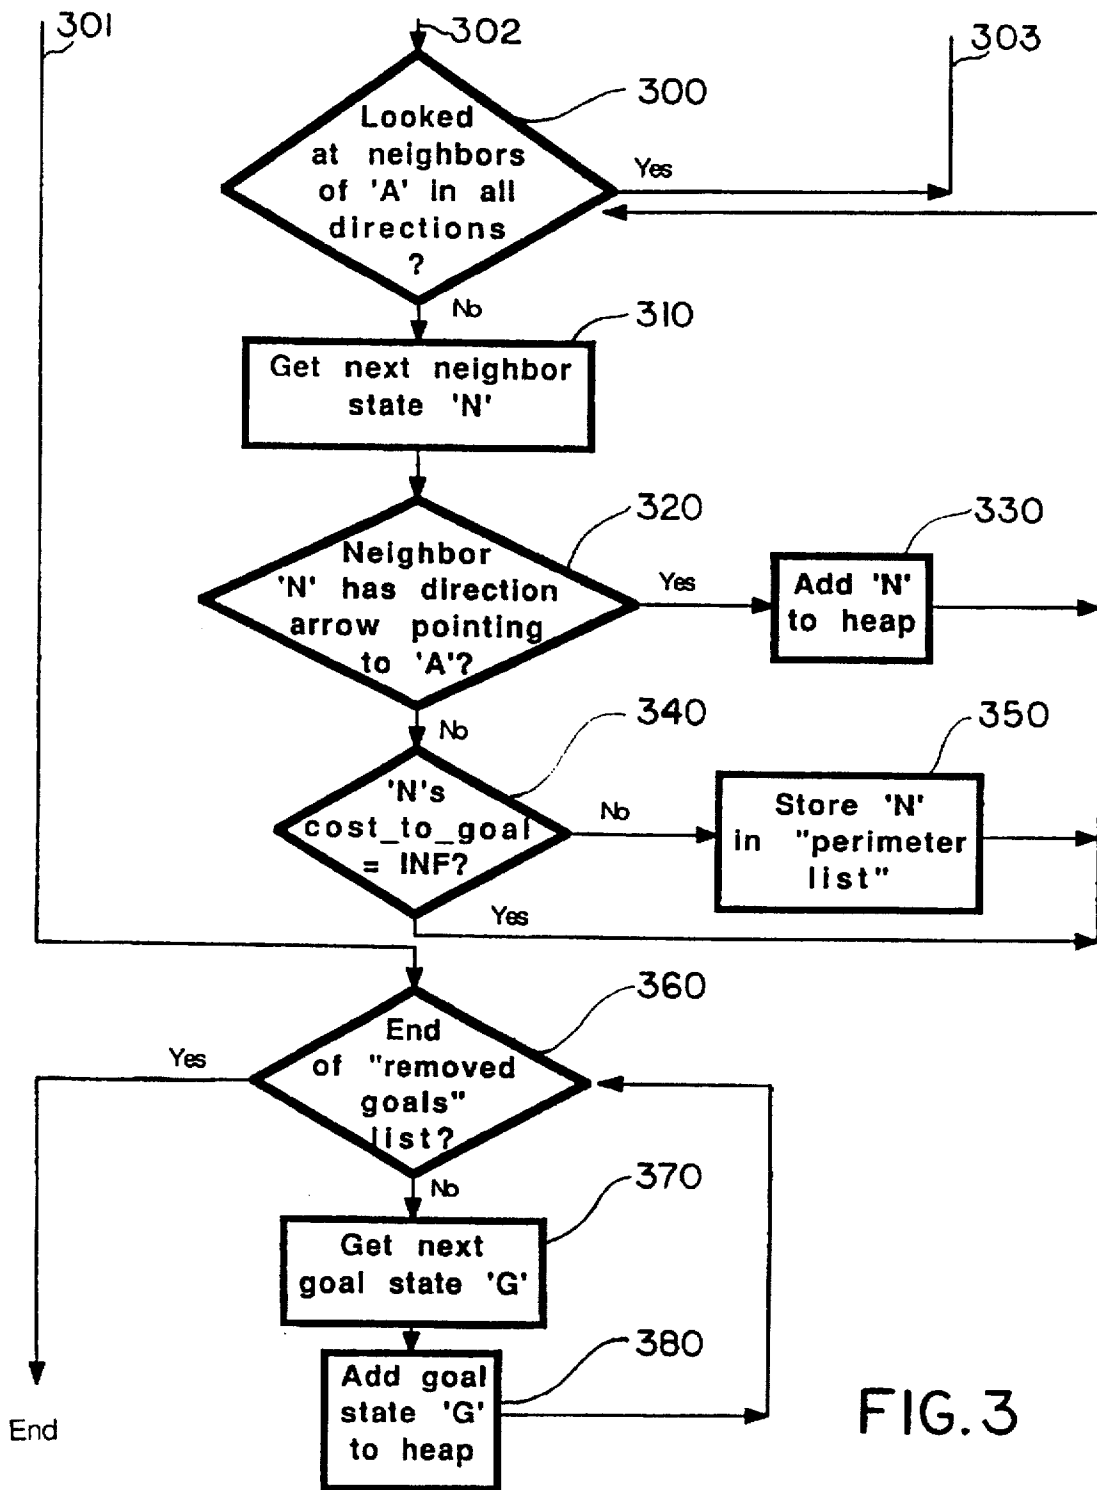 301
302
303
300
Looked
at neighbors
of 'A' in all
directions
?
Yes
No
310
Get next neighbor
state 'N'
320
Neighbor
'N' has direction
arrow pointing
to 'A'?
Yes
330
Add 'N'
to heap
No
340
'N's
cost_to_goal
= INF?
No
350
Store 'N'
in "perimeter
list"
Yes
360
End
of "removed
goals"
list?
Yes
No
370
Get next
goal state 'G'
380
Add goal
state 'G'
to heap
End
FIG. 3